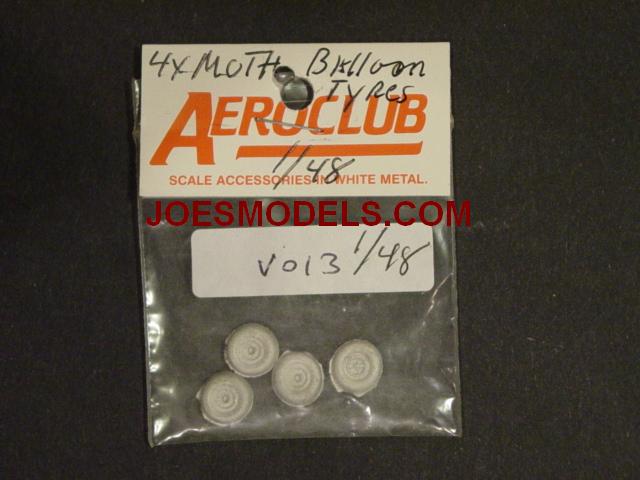 4x MOTH Balloon
Tyres
AEROCLUB
1/48
SCALE ACCESSORIES IN WHITE METAL.
JOESMODELS.COM
V013 1/48